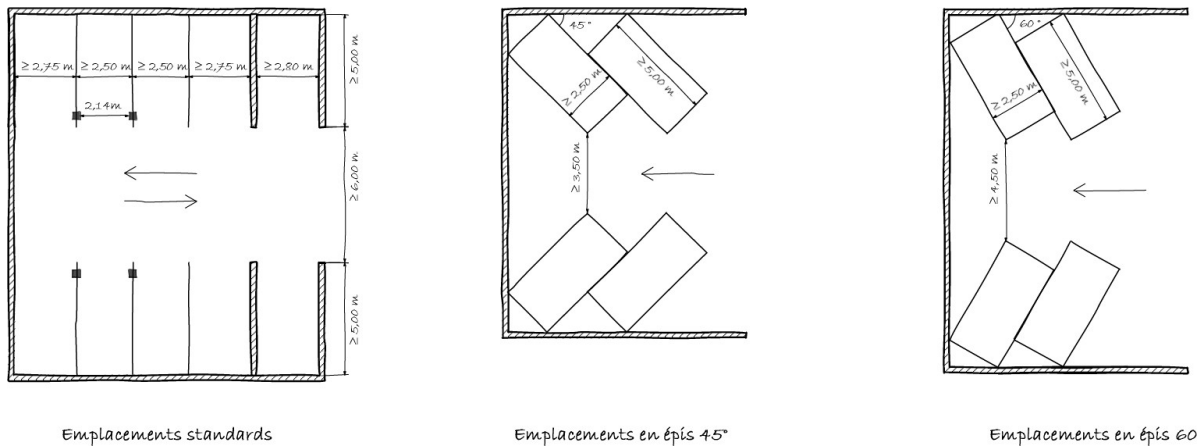 ≥ 2,75 m ≥ 2,50 m ≥ 2,50 m ≥ 2,75 m ≥ 2,80 m
2,14m
≥ 5,00 m
≥ 6,00 m
≥ 5,00 m
Emplacements standards
45°
≥ 5,00 m
≥ 2,50 m
≥ 3,50 m
Emplacements en épis 45°
60°
≥ 5,00 m
≥ 2,50 m
≥ 4,50 m
Emplacements en épis 60